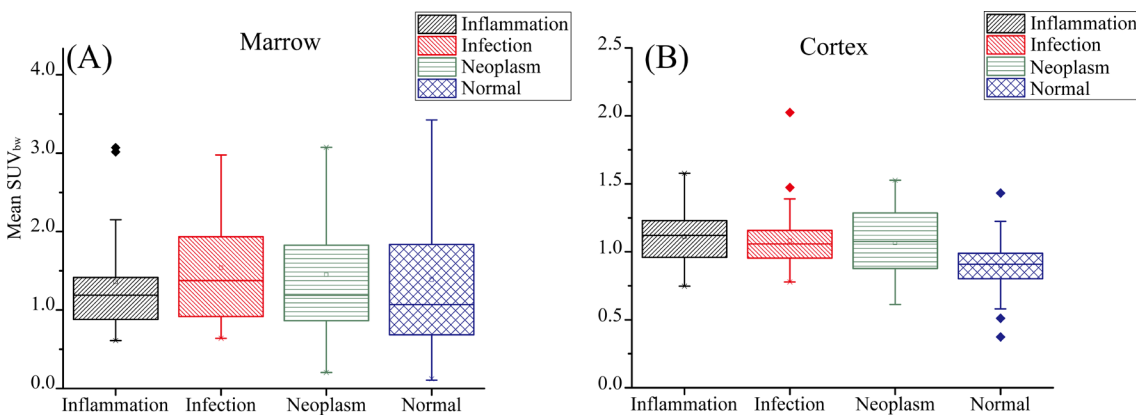 (A)
Marrow
Inflammation
Infection
Neoplasm
Normal
Mean SUVbw
4.0
3.0
2.0
1.0
0.0
Inflammation Infection Neoplasm Normal
(B)
Cortex
Inflammation
Infection
Neoplasm
Normal
2.5
2.0
1.5
1.0
0.5
0.0
Inflammation Infection Neoplasm Normal